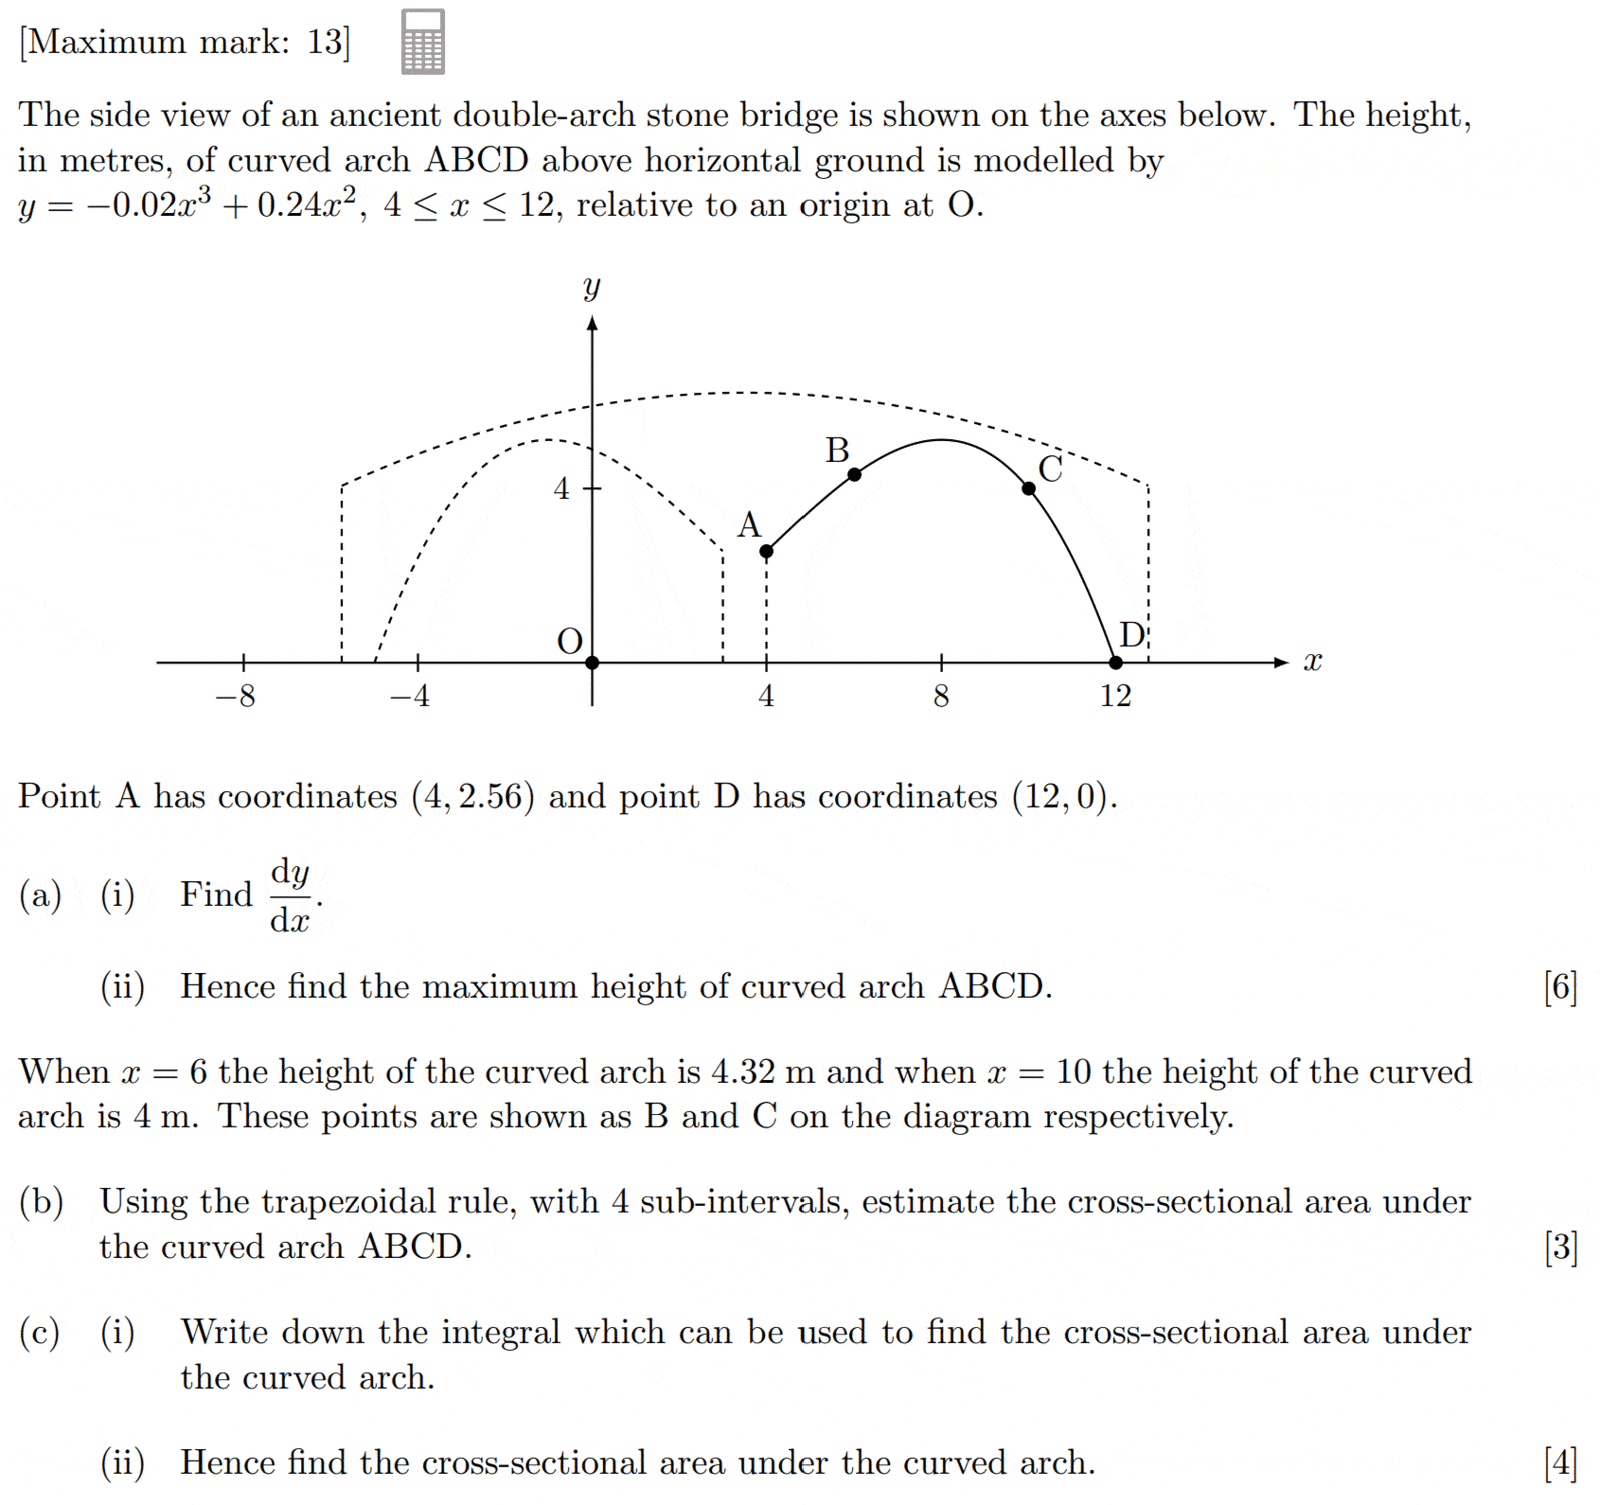 [Maximum mark: 13]
The side view of an ancient double-arch stone bridge is shown on the axes below. The height,
in metres, of curved arch ABCD above horizontal ground is modelled by
y = −0.02x³ + 0.24x², 4 ≤ x ≤ 12, relative to an origin at O.
y
B
C
4
A
O
D
x
−8 −4 4 8 12
Point A has coordinates (4, 2.56) and point D has coordinates (12, 0).
(a) (i) Find dy/dx.
(ii) Hence find the maximum height of curved arch ABCD. [6]
When x = 6 the height of the curved arch is 4.32 m and when x = 10 the height of the curved
arch is 4 m. These points are shown as B and C on the diagram respectively.
(b) Using the trapezoidal rule, with 4 sub-intervals, estimate the cross-sectional area under
the curved arch ABCD. [3]
(c) (i) Write down the integral which can be used to find the cross-sectional area under
the curved arch.
(ii) Hence find the cross-sectional area under the curved arch. [4]